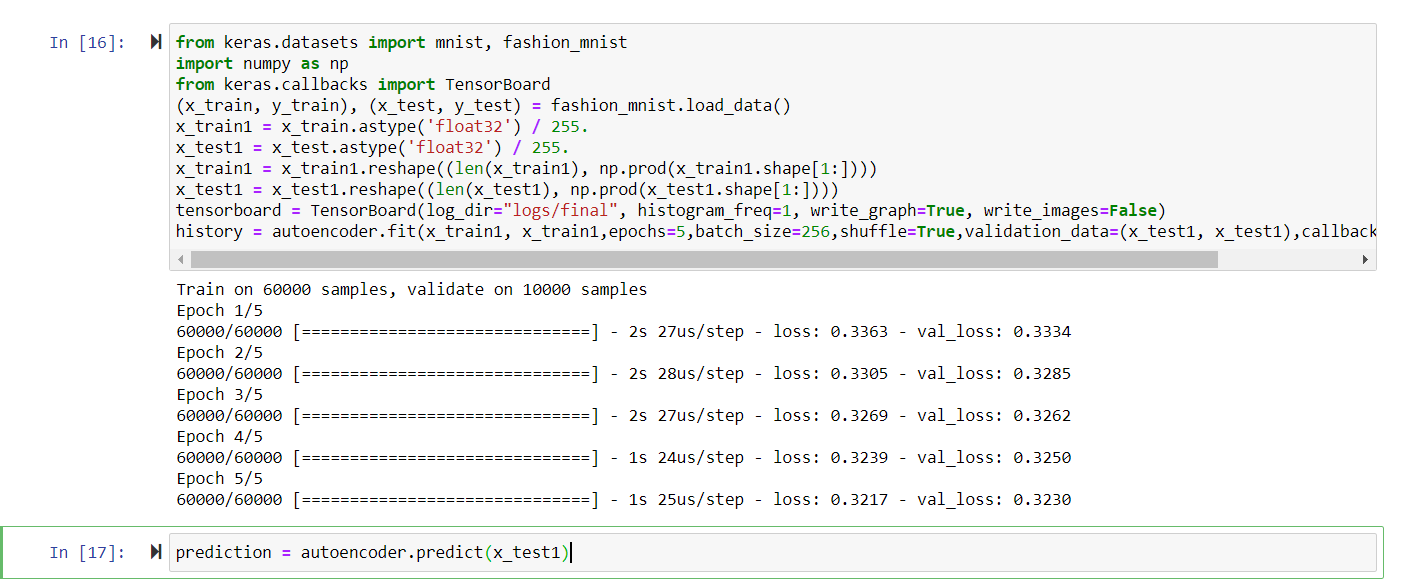 In [16]:
from keras.datasets import mnist, fashion_mnist
import numpy as np
from keras.callbacks import TensorBoard
(x_train, y_train), (x_test, y_test) = fashion_mnist.load_data()
x_train1 = x_train.astype('float32') / 255.
x_test1 = x_test.astype('float32') / 255.
x_train1 = x_train1.reshape((len(x_train1), np.prod(x_train1.shape[1:])))
x_test1 = x_test1.reshape((len(x_test1), np.prod(x_test1.shape[1:])))
tensorboard = TensorBoard(log_dir="logs/final", histogram_freq=1, write_graph=True, write_images=False)
history = autoencoder.fit(x_train1, x_train1,epochs=5,batch_size=256,shuffle=True,validation_data=(x_test1, x_test1),callback
Train on 60000 samples, validate on 10000 samples
Epoch 1/5
60000/60000 [==============================] - 2s 27us/step - loss: 0.3363 - val_loss: 0.3334
Epoch 2/5
60000/60000 [==============================] - 2s 28us/step - loss: 0.3305 - val_loss: 0.3285
Epoch 3/5
60000/60000 [==============================] - 2s 27us/step - loss: 0.3269 - val_loss: 0.3262
Epoch 4/5
60000/60000 [==============================] - 1s 24us/step - loss: 0.3239 - val_loss: 0.3250
Epoch 5/5
60000/60000 [==============================] - 1s 25us/step - loss: 0.3217 - val_loss: 0.3230
In [17]:
prediction = autoencoder.predict(x_test1)